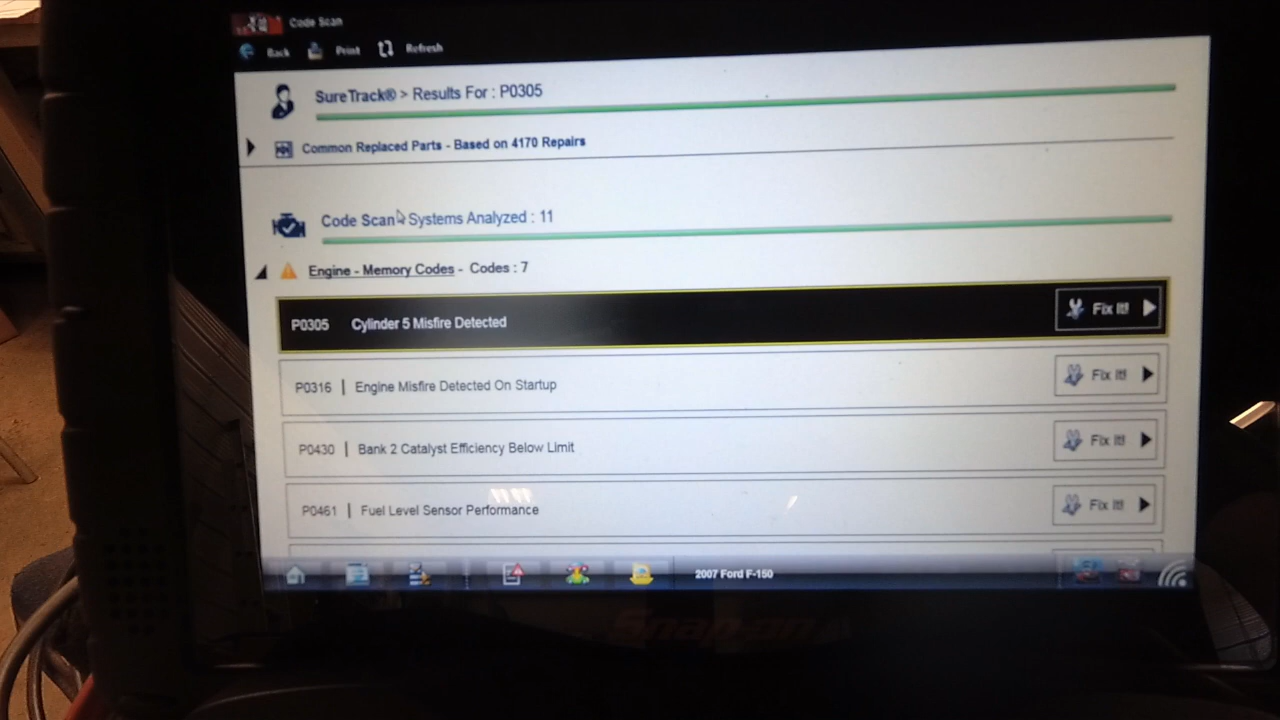 Code Scan
Back Print Refresh
SureTrack® > Results For : P0305
Common Replaced Parts - Based on 4170 Repairs
Code Scan Systems Analyzed : 11
Engine - Memory Codes - Codes : 7
P0305 Cylinder 5 Misfire Detected Fix It!
P0316 | Engine Misfire Detected On Startup Fix It!
P0430 | Bank 2 Catalyst Efficiency Below Limit Fix It!
P0461 | Fuel Level Sensor Performance Fix It!
2007 Ford F-150
Snap-on